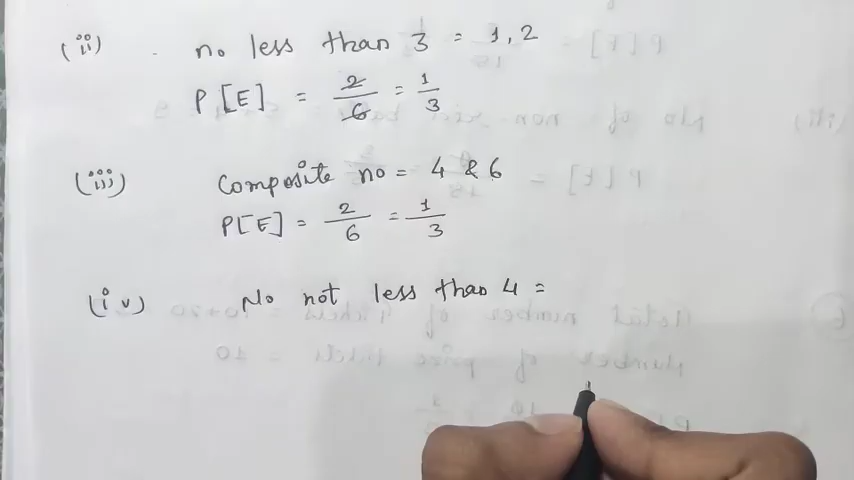 (ii) no less than 3 = 1, 2
P[E] = 2/6 = 1/3
(iii) Composite no = 4 & 6
P[E] = 2/6 = 1/3
(iv) No not less than 4 =